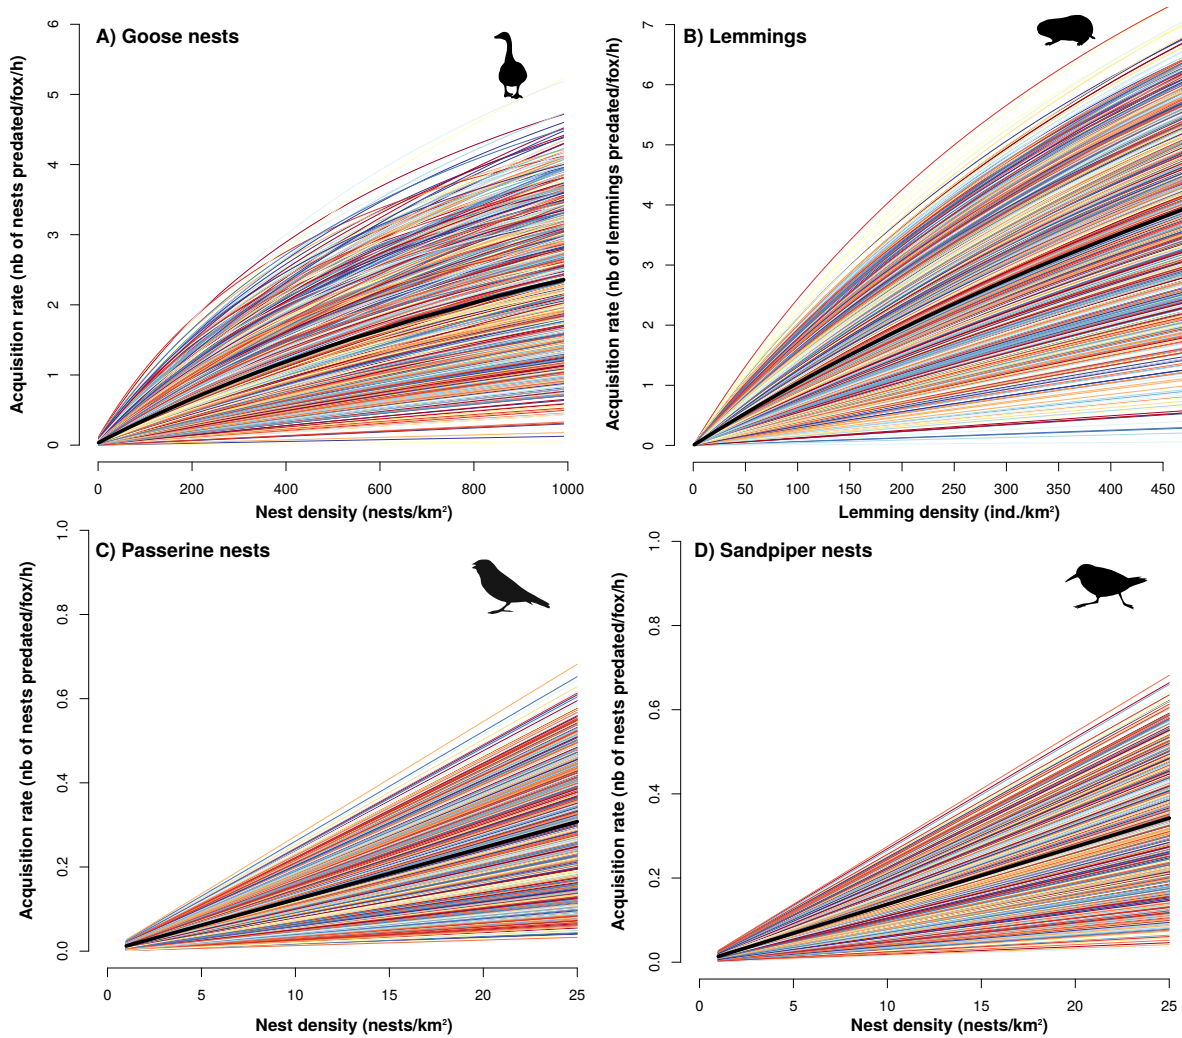 A) Goose nests
Acquisition rate (nb of nests predated/fox/h)
0 1 2 3 4 5 6
0 200 400 600 800 1000
Nest density (nests/km²)
B) Lemmings
Acquisition rate (nb of lemmings predated/fox/h)
0 1 2 3 4 5 6 7
0 50 100 150 200 250 300 350 400 450
Lemming density (ind./km²)
C) Passerine nests
Acquisition rate (nb of nests predated/fox/h)
0.0 0.2 0.4 0.6 0.8 1.0
0 5 10 15 20 25
Nest density (nests/km²)
D) Sandpiper nests
Acquisition rate (nb of nests predated/fox/h)
0.0 0.2 0.4 0.6 0.8 1.0
0 5 10 15 20 25
Nest density (nests/km²)